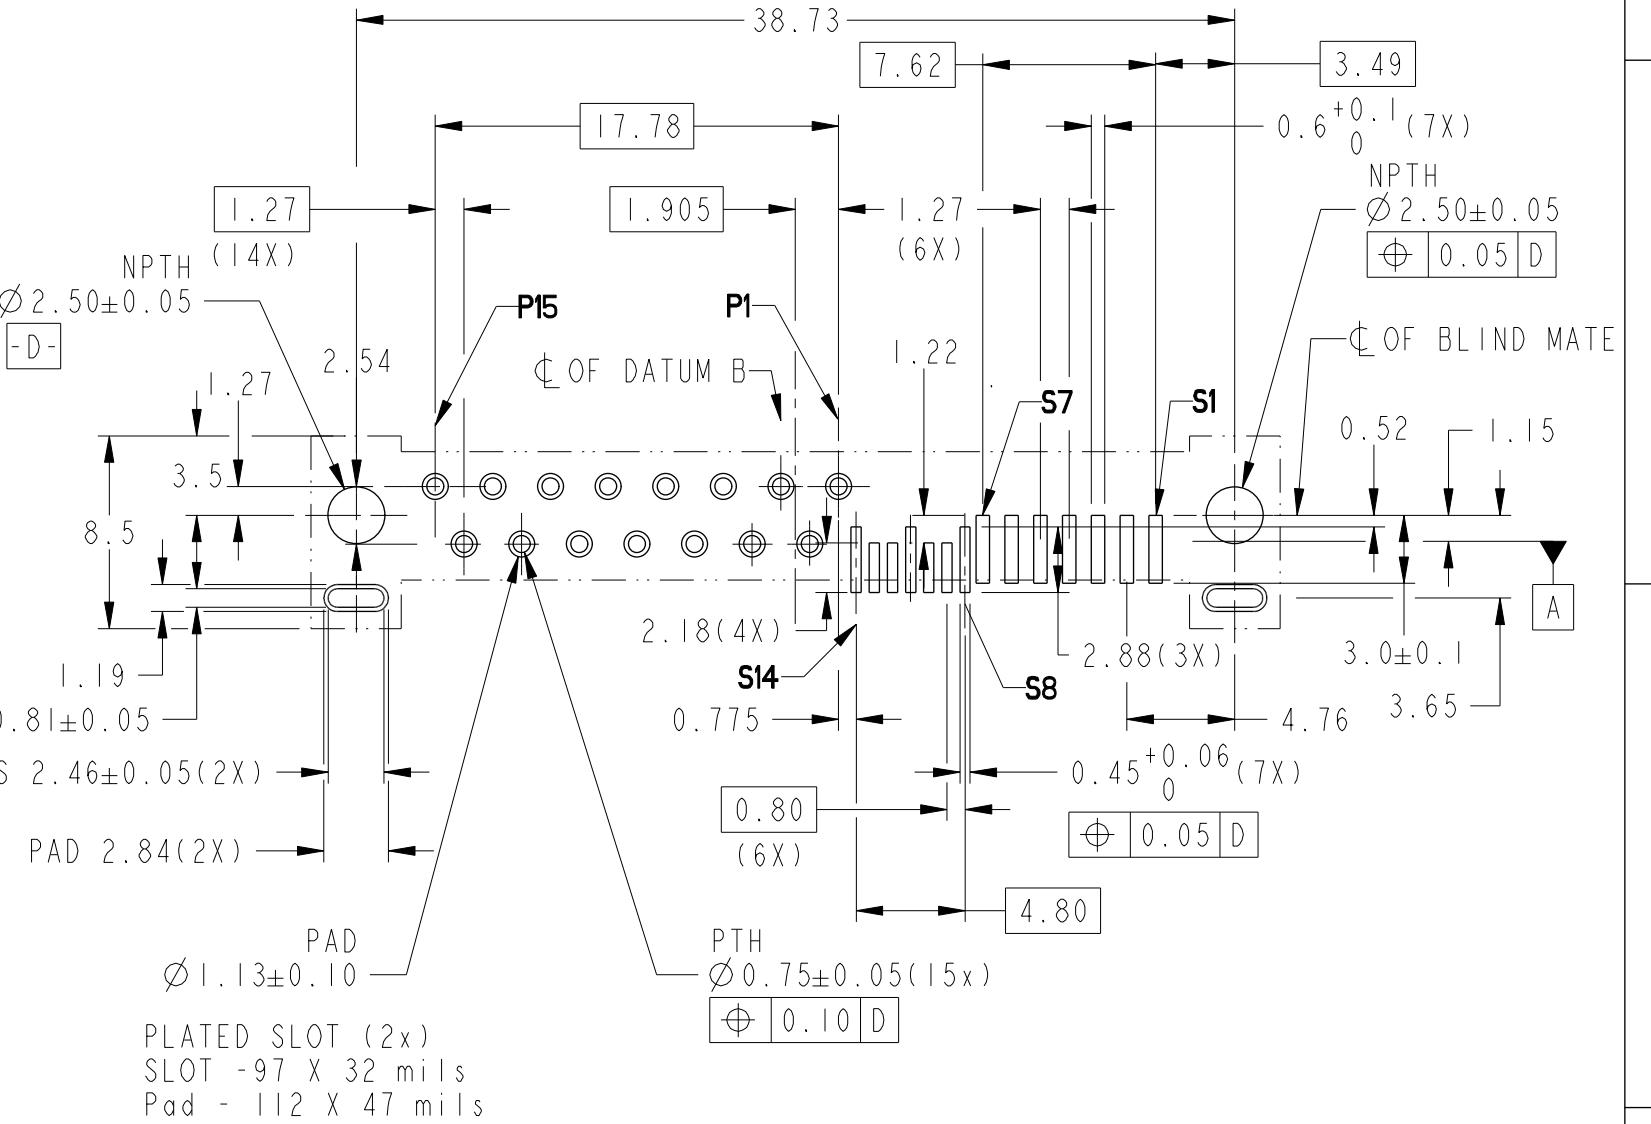 38.73
7.62
3.49
17.78
0.6 +0.1 0 (7X)
NPTH
1.27
(14X)
1.905
1.27
(6X)
⌀2.50±0.05
⌖ 0.05 D
NPTH
⌀2.50±0.05
-D-
P15
P1
2.54
1.22
℄ OF BLIND MATE
℄ OF DATUM B
1.27
S7
S1
0.52
1.15
3.5
8.5
A
2.18(4X)
2.88(3X)
3.0±0.1
1.19
S14
S8
3.65
0.81±0.05
0.775
4.76
S 2.46±0.05(2X)
0.45 +0.06 0 (7X)
0.80
(6X)
⌖ 0.05 D
PAD 2.84(2X)
4.80
PAD
⌀1.13±0.10
PTH
⌀0.75±0.05(15x)
⌖ 0.10 D
PLATED SLOT (2x)
SLOT -97 X 32 mils
Pad - 112 X 47 mils